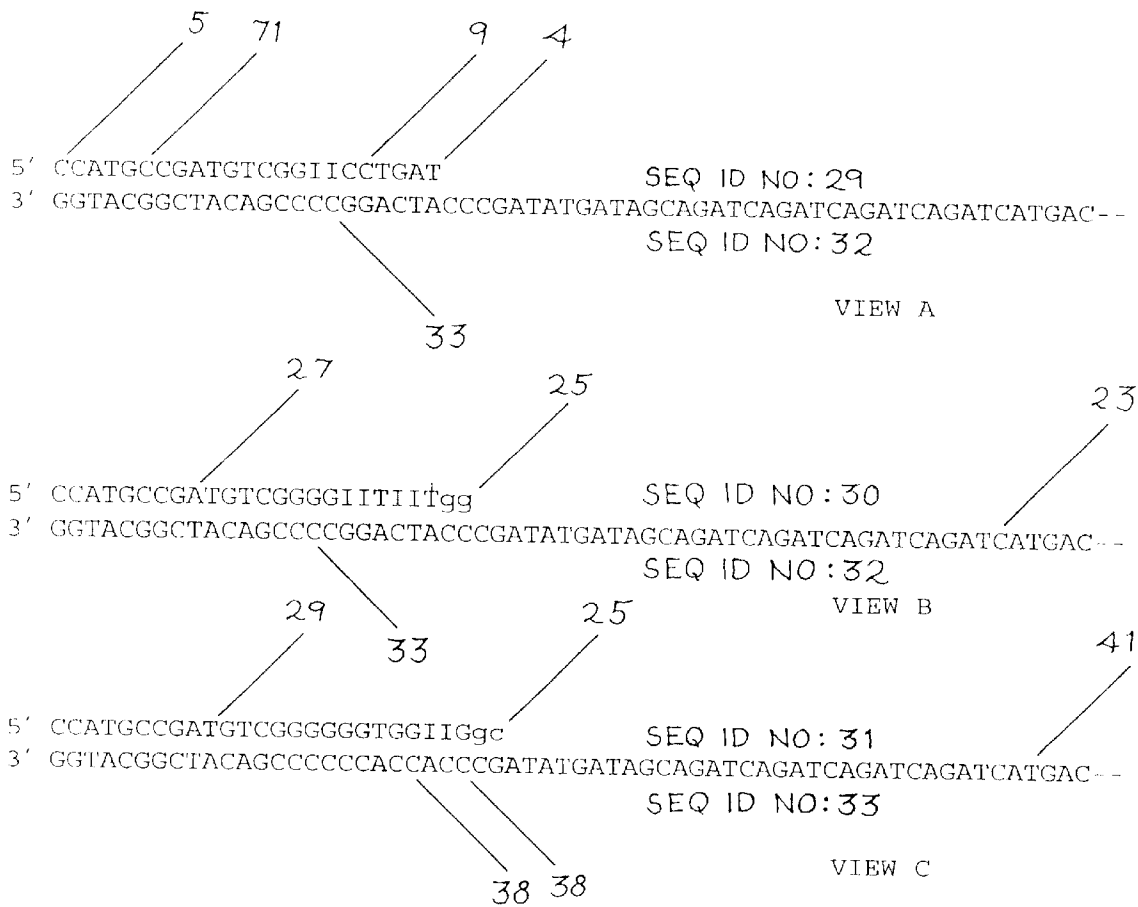 5 71 9 4
5' CCATGCCGATGTCGGIICCTGAT SEQ ID NO: 29
3' GGTACGGCTACAGCCCCGGACTACCCGATATGATAGCAGATCAGATCAGATCAGATCATGAC--
SEQ ID NO: 32
VIEW A
33
27 25 23
5' CCATGCCGATGTCGGGGIITIITgg SEQ ID NO: 30
3' GGTACGGCTACAGCCCCGGACTACCCGATATGATAGCAGATCAGATCAGATCAGATCATGAC--
SEQ ID NO: 32
VIEW B
33
29 25 41
5' CCATGCCGATGTCGGGGGGTGGIIGgc SEQ ID NO: 31
3' GGTACGGCTACAGCCCCCCACCACCCGATATGATAGCAGATCAGATCAGATCAGATCATGAC--
SEQ ID NO: 33
VIEW C
38 38